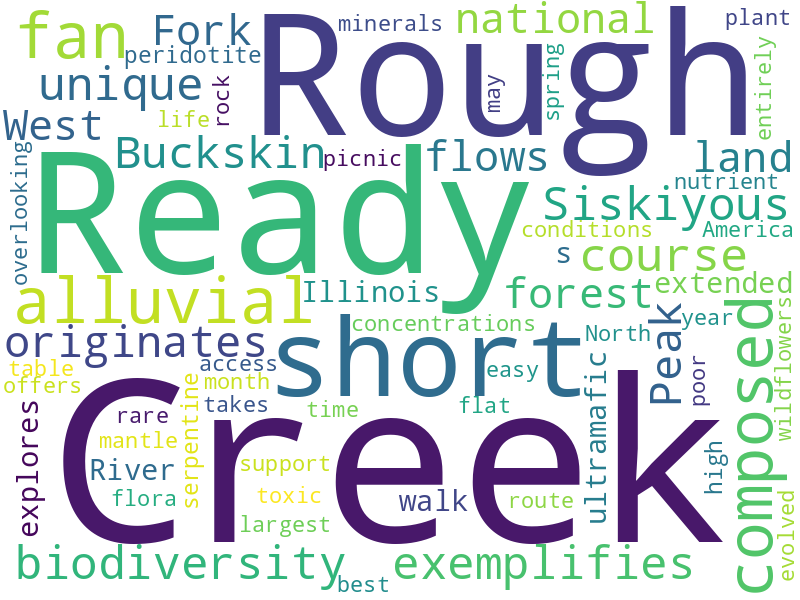 fan
Fork
minerals
national
plant
peridotite
Rough
unique
rock
may
spring
entirely
West
life
Buckskin
picnic
flows
land
overlooking
Ready
nutrient
Siskiyous
conditions
America
s
course
alluvial
Illinois
forest
extended
composed
originates
concentrations
short
North
Peak
year
wildflowers
table
access
easy
offers
month
takes
time
flat
ultramafic
poor
explores
rare
serpentine
Creek
mantle
River
support
high
flora
toxic
walk
route
largest
evolved
biodiversity
best
exemplifies